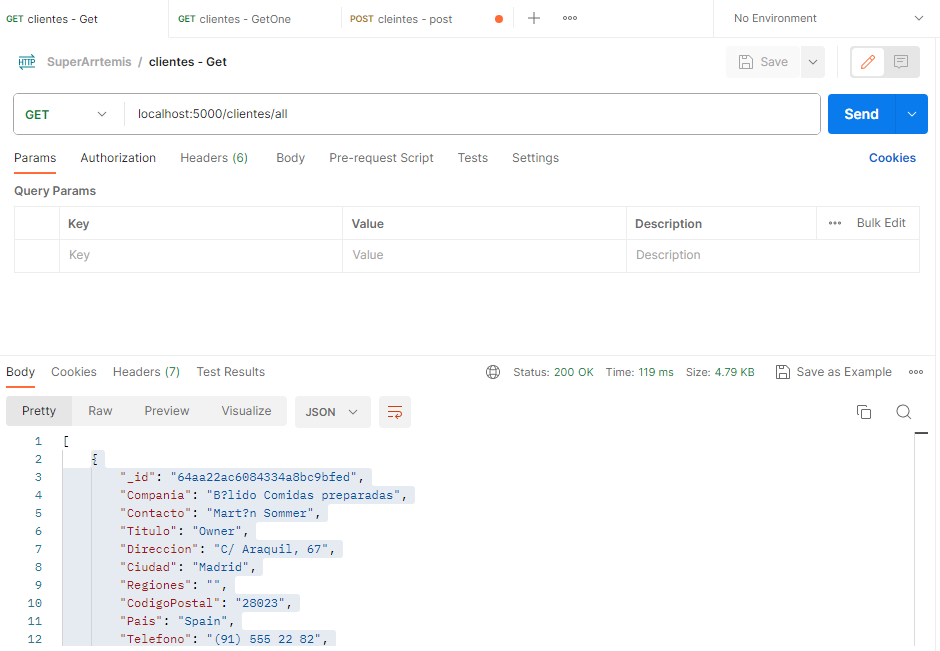 GET clientes - Get GET clientes - GetOne POST cleintes - post No Environment
HTTP SuperArrtemis / clientes - Get Save
GET localhost:5000/clientes/all Send
Params Authorization Headers (6) Body Pre-request Script Tests Settings Cookies
Query Params
Key Value Description Bulk Edit
Key Value Description
Body Cookies Headers (7) Test Results Status: 200 OK Time: 119 ms Size: 4.79 KB Save as Example
Pretty Raw Preview Visualize JSON
1 [
2 {
3 "_id": "64aa22ac6084334a8bc9bfed",
4 "Compania": "B?lido Comidas preparadas",
5 "Contacto": "Mart?n Sommer",
6 "Titulo": "Owner",
7 "Direccion": "C/ Araquil, 67",
8 "Ciudad": "Madrid",
9 "Regiones": "",
10 "CodigoPostal": "28023",
11 "Pais": "Spain",
12 "Telefono": "(91) 555 22 82",